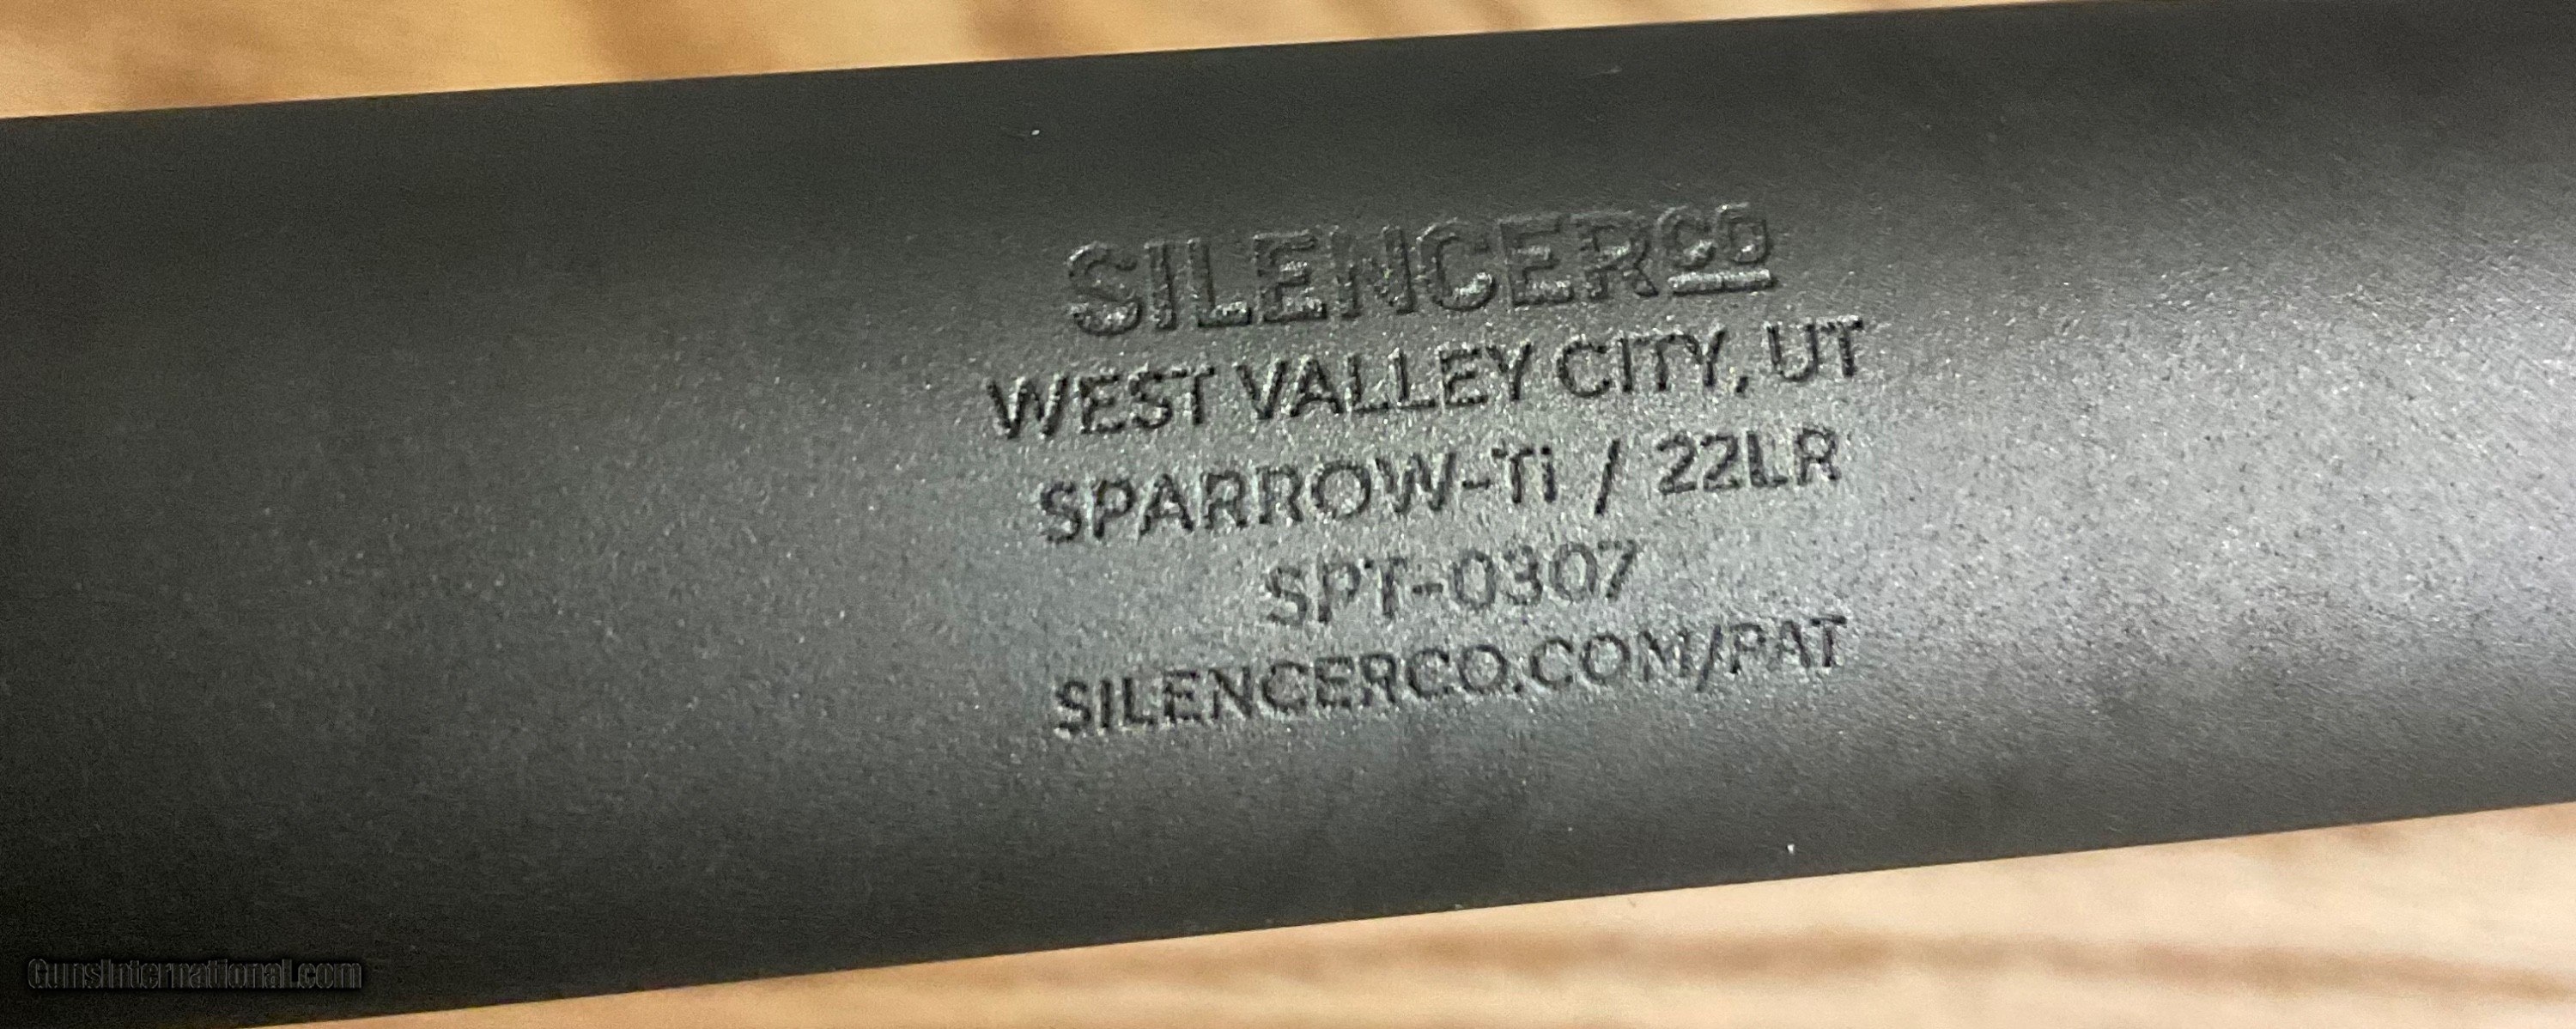 SILENCERCO
WEST VALLEY CITY, UT
SPARROW-Ti / 22LR
SPT-0307
SILENCERCO.COM/PAT
GunsInternational.com